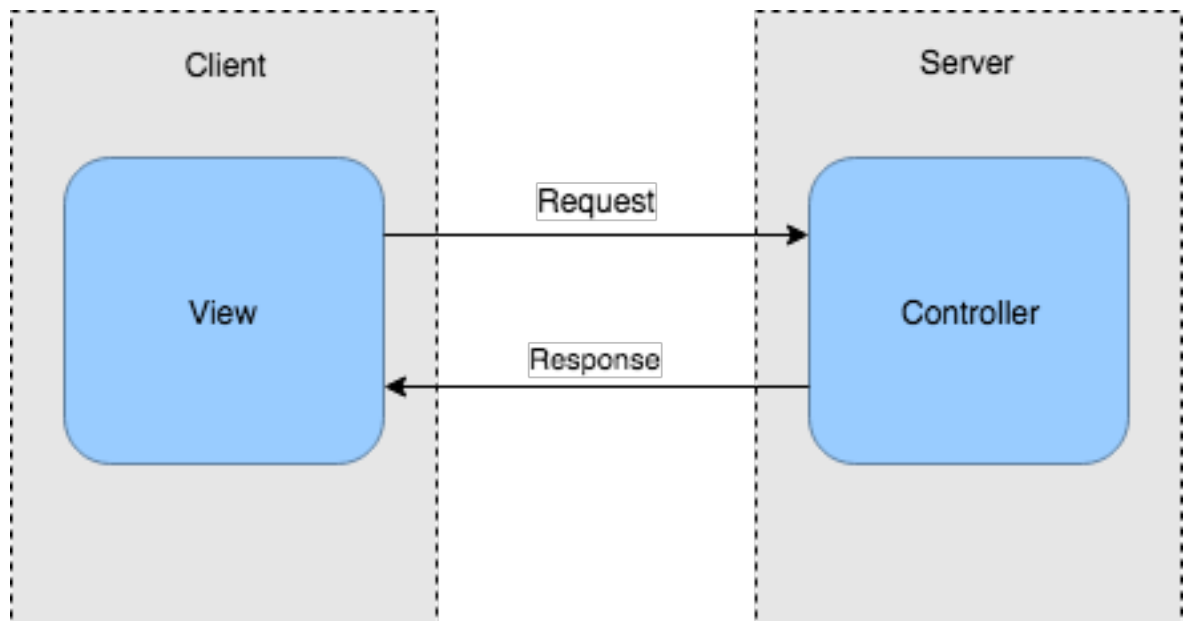 Client
Server
Request
View
Controller
Response